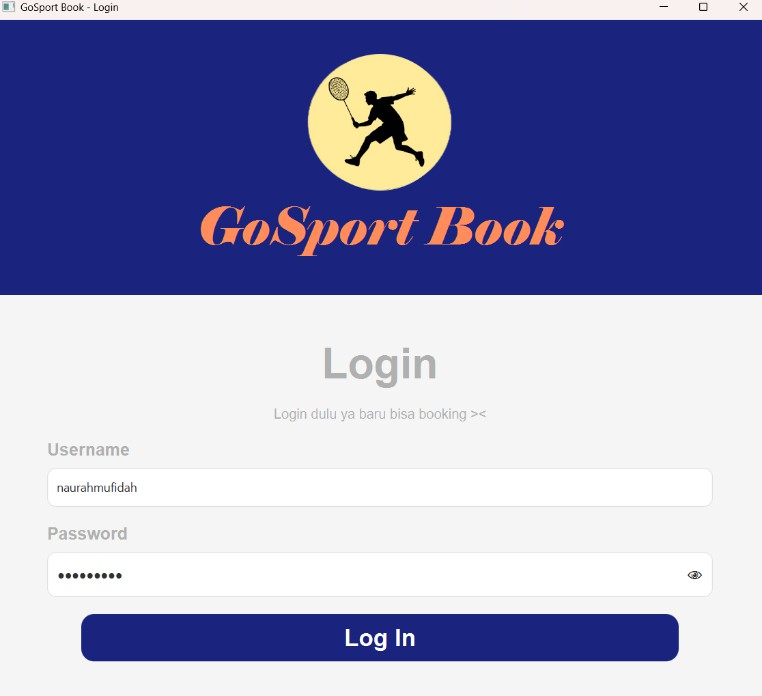 GoSport Book - Login
GoSport Book
Login
Login dulu ya baru bisa booking ><
Username
naurahmufidah
Password
•••••••••
Log In